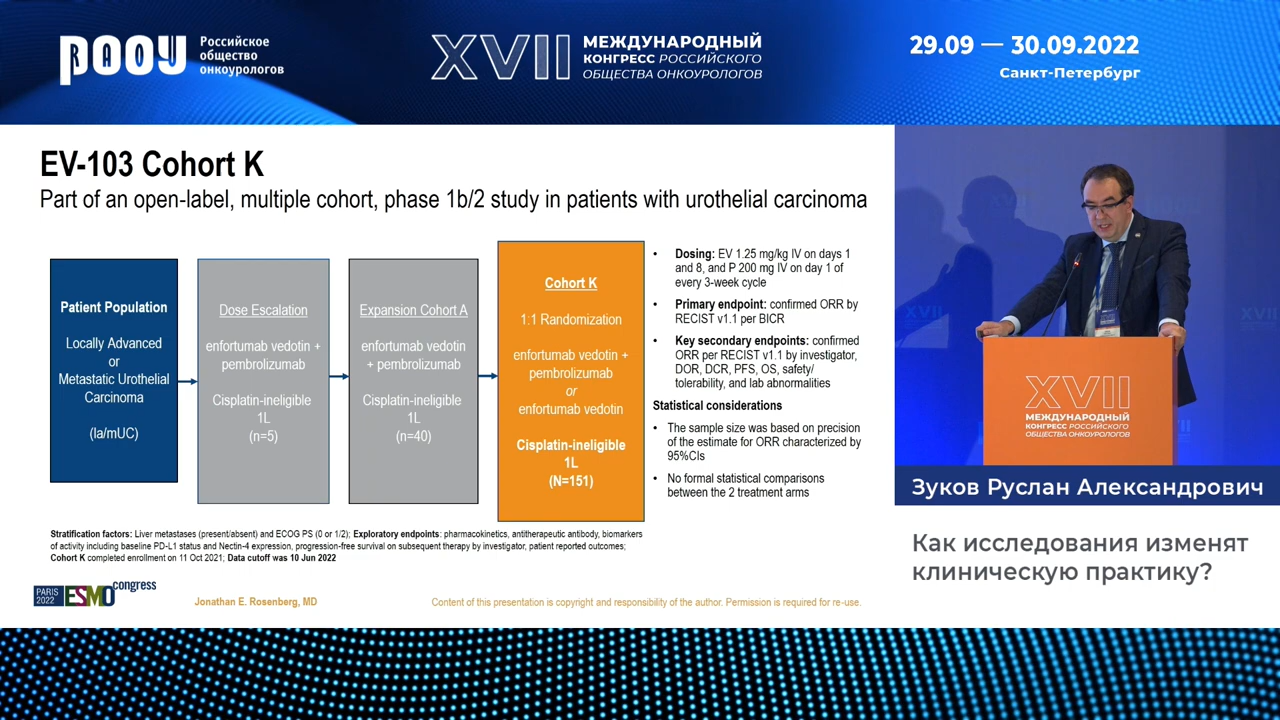 РАОУ
Российское
общество
онкоурологов
XVII
МЕЖДУНАРОДНЫЙ
КОНГРЕСС РОССИЙСКОГО
ОБЩЕСТВА ОНКОУРОЛОГОВ
29.09 — 30.09.2022
Санкт-Петербург
EV-103 Cohort K
Part of an open-label, multiple cohort, phase 1b/2 study in patients with urothelial carcinoma
Patient Population
Locally Advanced
or
Metastatic Urothelial
Carcinoma
(la/mUC)
Dose Escalation
enfortumab vedotin +
pembrolizumab
Cisplatin-ineligible
1L
(n=5)
Expansion Cohort A
enfortumab vedotin
+ pembrolizumab
Cisplatin-ineligible
1L
(n=40)
Cohort K
1:1 Randomization
enfortumab vedotin +
pembrolizumab
or
enfortumab vedotin
Cisplatin-ineligible
1L
(N=151)
• Dosing: EV 1.25 mg/kg IV on days 1
and 8, and P 200 mg IV on day 1 of
every 3-week cycle
• Primary endpoint: confirmed ORR by
RECIST v1.1 per BICR
• Key secondary endpoints: confirmed
ORR per RECIST v1.1 by investigator,
DOR, DCR, PFS, OS, safety/
tolerability, and lab abnormalities
Statistical considerations
• The sample size was based on precision
of the estimate for ORR characterized by
95%CIs
• No formal statistical comparisons
between the 2 treatment arms
Stratification factors: Liver metastases (present/absent) and ECOG PS (0 or 1/2); Exploratory endpoints: pharmacokinetics, antitherapeutic antibody, biomarkers
of activity including baseline PD-L1 status and Nectin-4 expression, progression-free survival on subsequent therapy by investigator, patient reported outcomes;
Cohort K completed enrollment on 11 Oct 2021; Data cutoff was 10 Jun 2022
PARIS
2022
ESMO congress
Jonathan E. Rosenberg, MD
Content of this presentation is copyright and responsibility of the author. Permission is required for re-use.
XVII
МЕЖДУНАРОДНЫЙ
КОНГРЕСС РОССИЙСКОГО
ОБЩЕСТВА ОНКОУРОЛОГОВ
Зуков Руслан Александрович
Как исследования изменят
клиническую практику?